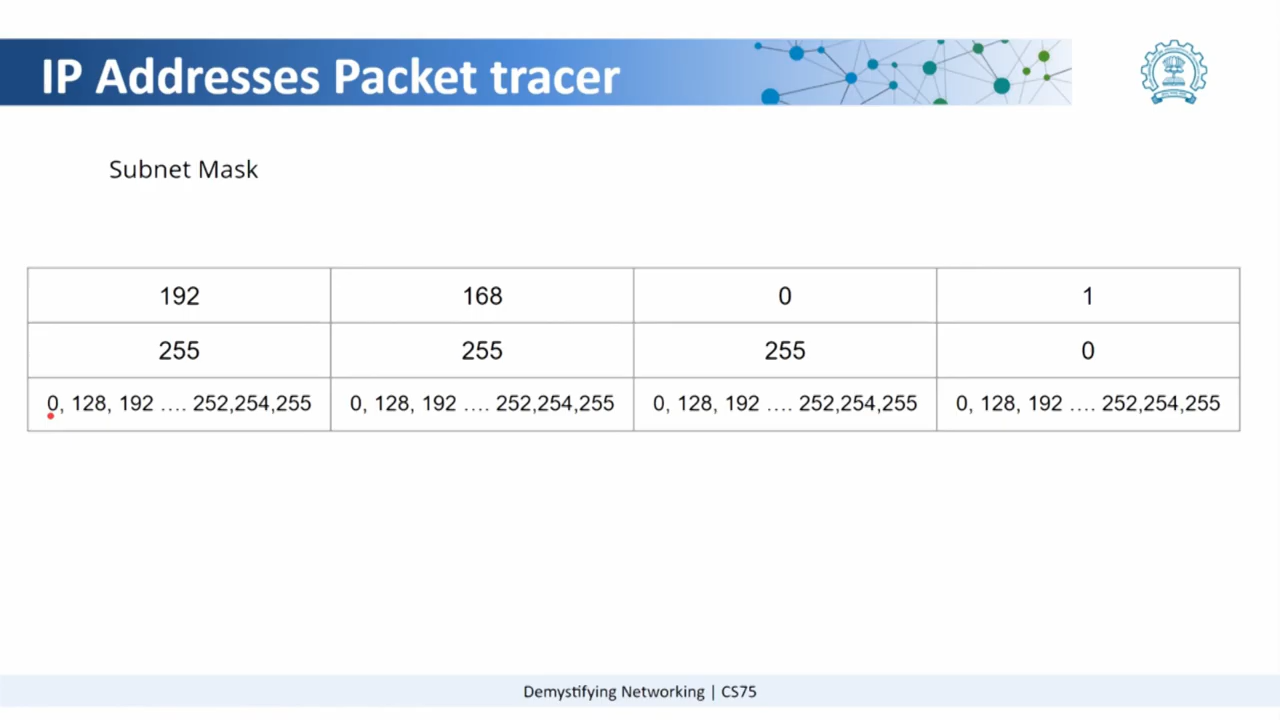 IP Addresses Packet tracer
Subnet Mask
192 168 0 1
255 255 255 0
0, 128, 192 .... 252,254,255 0, 128, 192 .... 252,254,255 0, 128, 192 .... 252,254,255 0, 128, 192 .... 252,254,255
Demystifying Networking | CS75